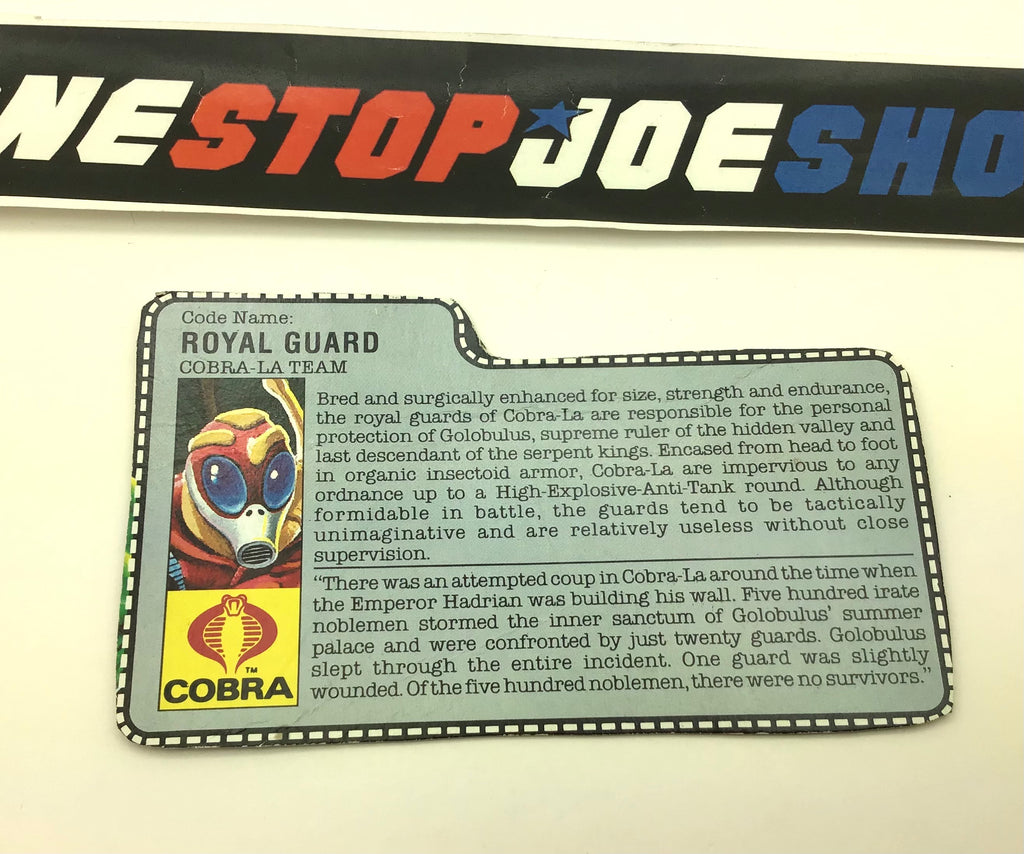 NE STOP JOE SHO
Code Name:
ROYAL GUARD
COBRA-LA TEAM
Bred and surgically enhanced for size, strength and endurance,
the royal guards of Cobra-La are responsible for the personal
protection of Golobulus, supreme ruler of the hidden valley and
last descendant of the serpent kings. Encased from head to foot
in organic insectoid armor, Cobra-La are impervious to any
ordnance up to a High-Explosive-Anti-Tank round. Although
formidable in battle, the guards tend to be tactically
unimaginative and are relatively useless without close
supervision.
“There was an attempted coup in Cobra-La around the time when
the Emperor Hadrian was building his wall. Five hundred irate
noblemen stormed the inner sanctum of Golobulus’ summer
palace and were confronted by just twenty guards. Golobulus
slept through the entire incident. One guard was slightly
wounded. Of the five hundred noblemen, there were no survivors.”
TM
COBRA